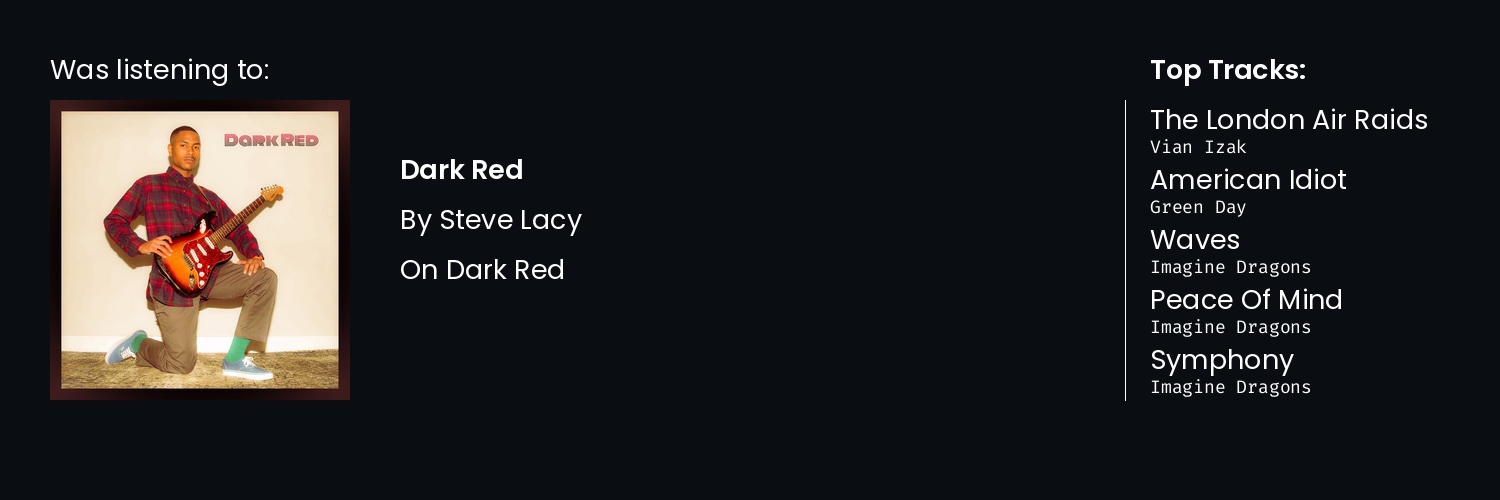 Was listening to:
DARK RED
Dark Red
By Steve Lacy
On Dark Red
Top Tracks:
The London Air Raids
Vian Izak
American Idiot
Green Day
Waves
Imagine Dragons
Peace Of Mind
Imagine Dragons
Symphony
Imagine Dragons